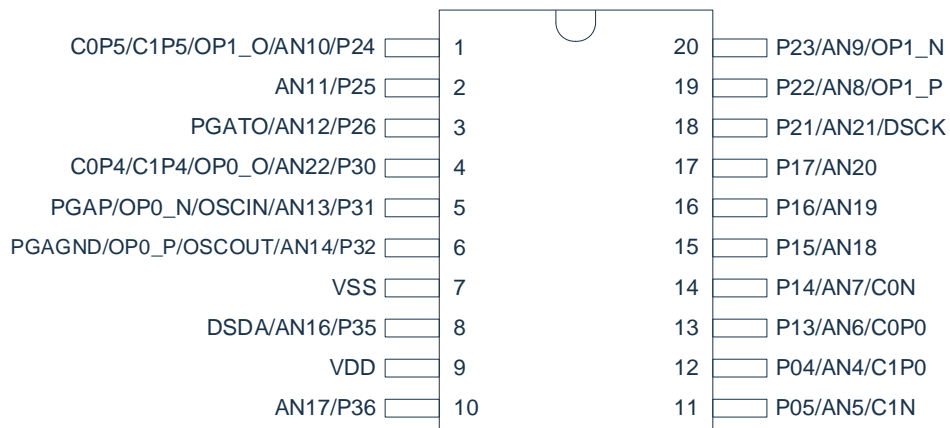 C0P5/C1P5/OP1_O/AN10/P24 1 20 P23/AN9/OP1_N
AN11/P25 2 19 P22/AN8/OP1_P
PGATO/AN12/P26 3 18 P21/AN21/DSCK
C0P4/C1P4/OP0_O/AN22/P30 4 17 P17/AN20
PGAP/OP0_N/OSCIN/AN13/P31 5 16 P16/AN19
PGAGND/OP0_P/OSCOUT/AN14/P32 6 15 P15/AN18
VSS 7 14 P14/AN7/C0N
DSDA/AN16/P35 8 13 P13/AN6/C0P0
VDD 9 12 P04/AN4/C1P0
AN17/P36 10 11 P05/AN5/C1N